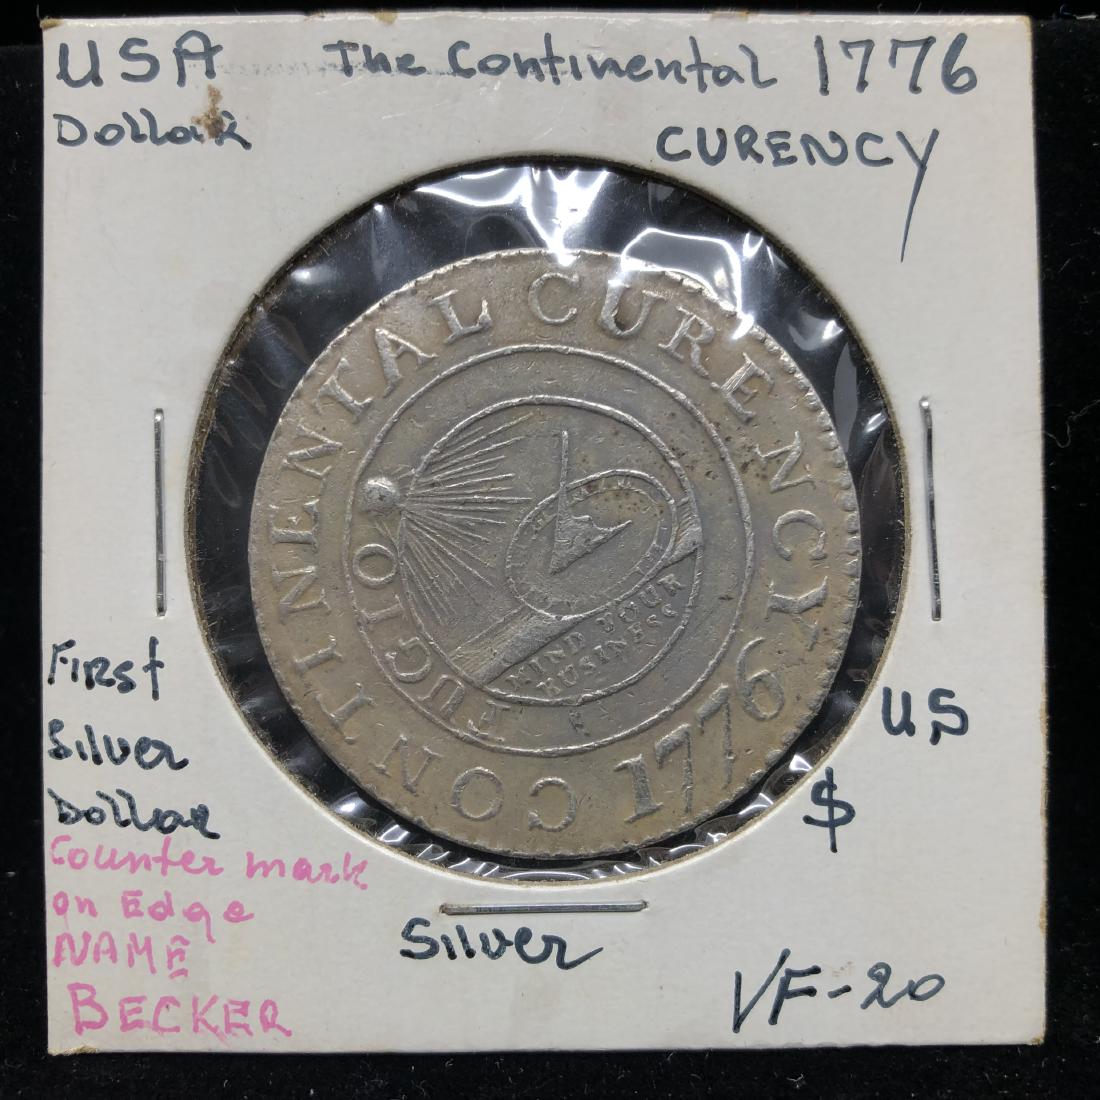 USA The Continental 1776
Dollar
CURENCY
CONTINENTAL CURENCY 1776
FUGIO
MIND YOUR
BUSINESS
First
Silver
Dollar
Counter mark
on Edge
NAME
BECKER
US
$
Silver
VF-20